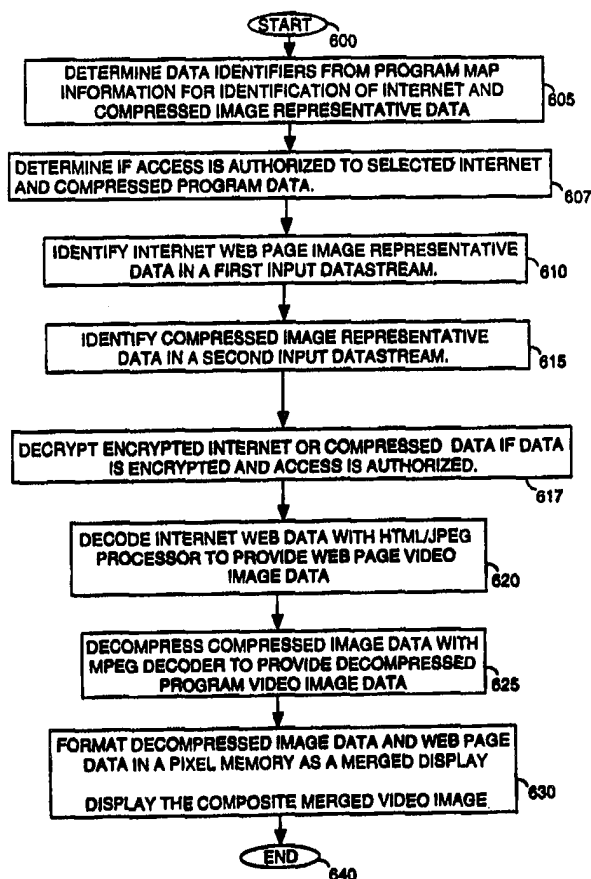 START
600
DETERMINE DATA IDENTIFIERS FROM PROGRAM MAP
INFORMATION FOR IDENTIFICATION OF INTERNET AND
COMPRESSED IMAGE REPRESENTATIVE DATA
605
DETERMINE IF ACCESS IS AUTHORIZED TO SELECTED INTERNET
AND COMPRESSED PROGRAM DATA.
607
IDENTIFY INTERNET WEB PAGE IMAGE REPRESENTATIVE
DATA IN A FIRST INPUT DATASTREAM.
610
IDENTIFY COMPRESSED IMAGE REPRESENTATIVE
DATA IN A SECOND INPUT DATASTREAM.
615
DECRYPT ENCRYPTED INTERNET OR COMPRESSED DATA IF DATA
IS ENCRYPTED AND ACCESS IS AUTHORIZED.
617
DECODE INTERNET WEB DATA WITH HTML/JPEG
PROCESSOR TO PROVIDE WEB PAGE VIDEO
IMAGE DATA
620
DECOMPRESS COMPRESSED IMAGE DATA WITH
MPEG DECODER TO PROVIDE DECOMPRESSED
PROGRAM VIDEO IMAGE DATA
625
FORMAT DECOMPRESSED IMAGE DATA AND WEB PAGE
DATA IN A PIXEL MEMORY AS A MERGED DISPLAY
DISPLAY THE COMPOSITE MERGED VIDEO IMAGE
630
END
640